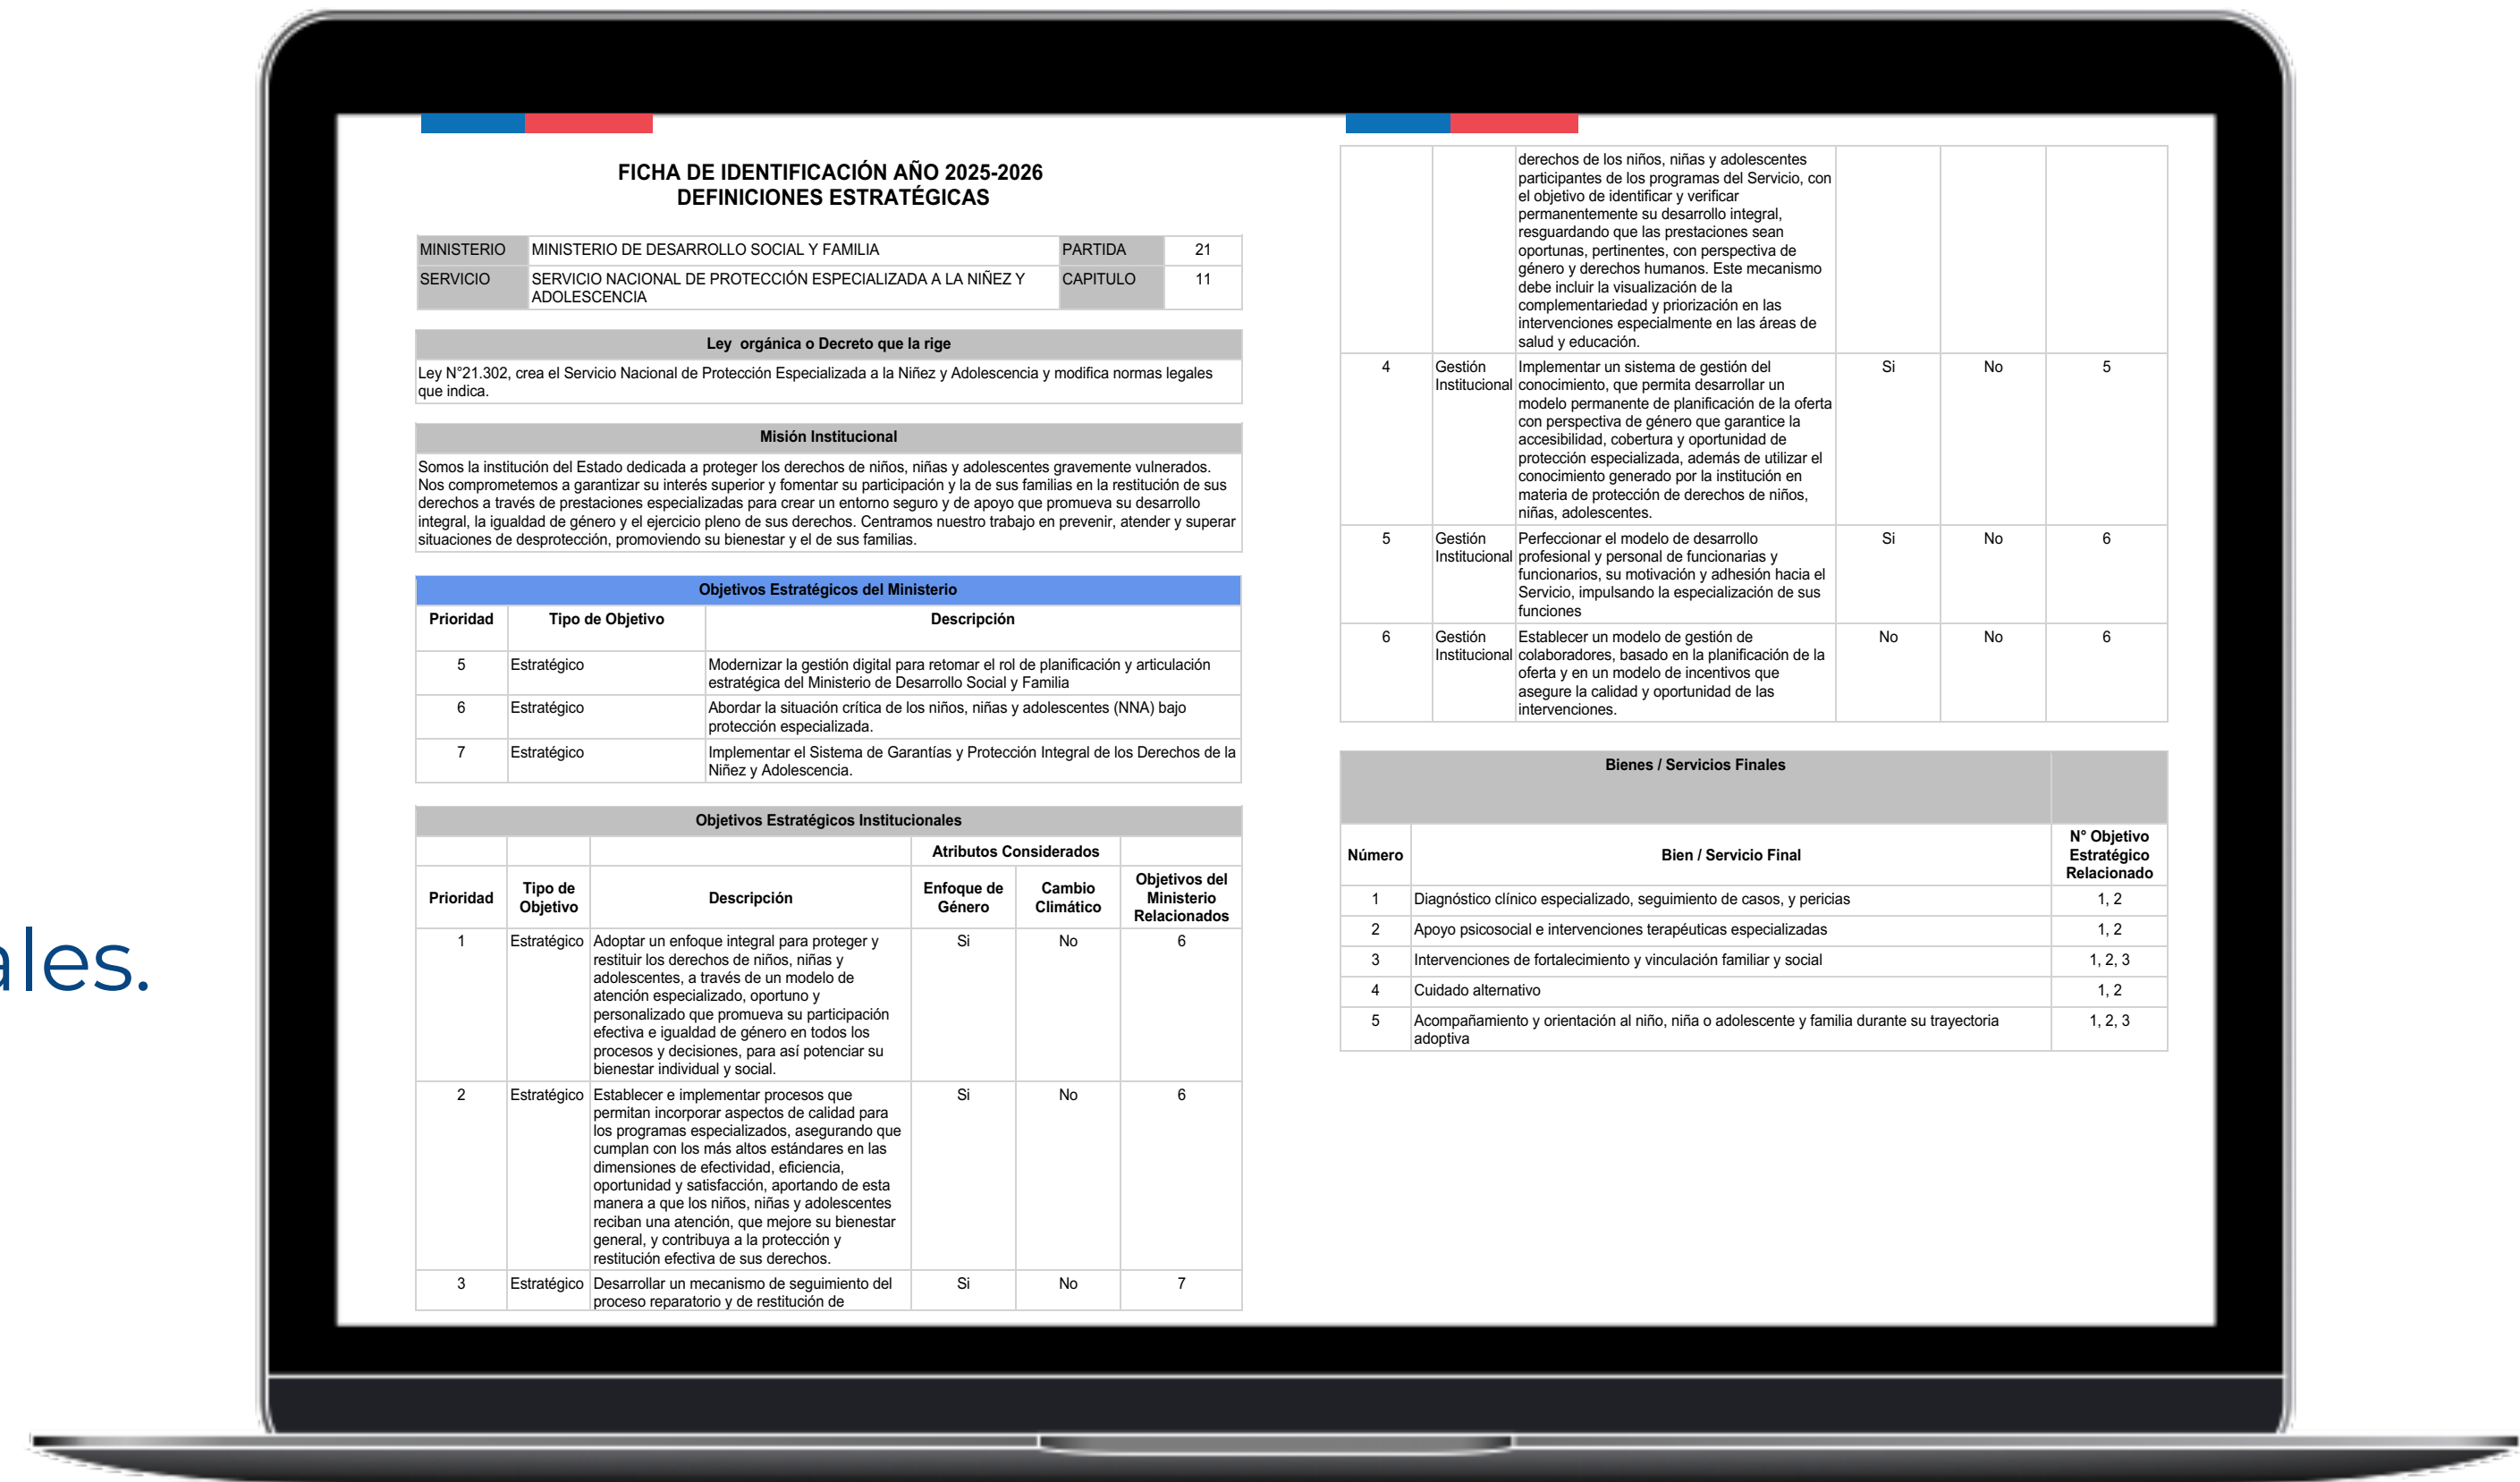 ales.
FICHA DE IDENTIFICACIÓN AÑO 2025-2026
DEFINICIONES ESTRATÉGICAS
MINISTERIO MINISTERIO DE DESARROLLO SOCIAL Y FAMILIA PARTIDA 21
SERVICIO SERVICIO NACIONAL DE PROTECCIÓN ESPECIALIZADA A LA NIÑEZ Y CAPITULO 11
ADOLESCENCIA
Ley orgánica o Decreto que la rige
Ley N°21.302, crea el Servicio Nacional de Protección Especializada a la Niñez y Adolescencia y modifica normas legales
que indica.
Misión Institucional
Somos la institución del Estado dedicada a proteger los derechos de niños, niñas y adolescentes gravemente vulnerados.
Nos comprometemos a garantizar su interés superior y fomentar su participación y la de sus familias en la restitución de sus
derechos a través de prestaciones especializadas para crear un entorno seguro y de apoyo que promueva su desarrollo
integral, la igualdad de género y el ejercicio pleno de sus derechos. Centramos nuestro trabajo en prevenir, atender y superar
situaciones de desprotección, promoviendo su bienestar y el de sus familias.
Objetivos Estratégicos del Ministerio
Prioridad Tipo de Objetivo Descripción
5 Estratégico Modernizar la gestión digital para retomar el rol de planificación y articulación
estratégica del Ministerio de Desarrollo Social y Familia
6 Estratégico Abordar la situación crítica de los niños, niñas y adolescentes (NNA) bajo
protección especializada.
7 Estratégico Implementar el Sistema de Garantías y Protección Integral de los Derechos de la
Niñez y Adolescencia.
Objetivos Estratégicos Institucionales
Atributos Considerados
Prioridad Tipo de Objetivo Descripción Enfoque de Género Cambio Climático Objetivos del Ministerio Relacionados
1 Estratégico Adoptar un enfoque integral para proteger y Si No 6
restituir los derechos de niños, niñas y
adolescentes, a través de un modelo de
atención especializado, oportuno y
personalizado que promueva su participación
efectiva e igualdad de género en todos los
procesos y decisiones, para así potenciar su
bienestar individual y social.
2 Estratégico Establecer e implementar procesos que Si No 6
permitan incorporar aspectos de calidad para
los programas especializados, asegurando que
cumplan con los más altos estándares en las
dimensiones de efectividad, eficiencia,
oportunidad y satisfacción, aportando de esta
manera a que los niños, niñas y adolescentes
reciban una atención, que mejore su bienestar
general, y contribuya a la protección y
restitución efectiva de sus derechos.
3 Estratégico Desarrollar un mecanismo de seguimiento del Si No 7
proceso reparatorio y de restitución de
derechos de los niños, niñas y adolescentes
participantes de los programas del Servicio, con
el objetivo de identificar y verificar
permanentemente su desarrollo integral,
resguardando que las prestaciones sean
oportunas, pertinentes, con perspectiva de
género y derechos humanos. Este mecanismo
debe incluir la visualización de la
complementariedad y priorización en las
intervenciones especialmente en las áreas de
salud y educación.
4 Gestión Implementar un sistema de gestión del Si No 5
Institucional conocimiento, que permita desarrollar un
modelo permanente de planificación de la oferta
con perspectiva de género que garantice la
accesibilidad, cobertura y oportunidad de
protección especializada, además de utilizar el
conocimiento generado por la institución en
materia de protección de derechos de niños,
niñas, adolescentes.
5 Gestión Perfeccionar el modelo de desarrollo Si No 6
Institucional profesional y personal de funcionarias y
funcionarios, su motivación y adhesión hacia el
Servicio, impulsando la especialización de sus
funciones
6 Gestión Establecer un modelo de gestión de No No 6
Institucional colaboradores, basado en la planificación de la
oferta y en un modelo de incentivos que
asegure la calidad y oportunidad de las
intervenciones.
Bienes / Servicios Finales
Número Bien / Servicio Final N° Objetivo Estratégico Relacionado
1 Diagnóstico clínico especializado, seguimiento de casos, y pericias 1, 2
2 Apoyo psicosocial e intervenciones terapéuticas especializadas 1, 2
3 Intervenciones de fortalecimiento y vinculación familiar y social 1, 2, 3
4 Cuidado alternativo 1, 2
5 Acompañamiento y orientación al niño, niña o adolescente y familia durante su trayectoria 1, 2, 3
adoptiva